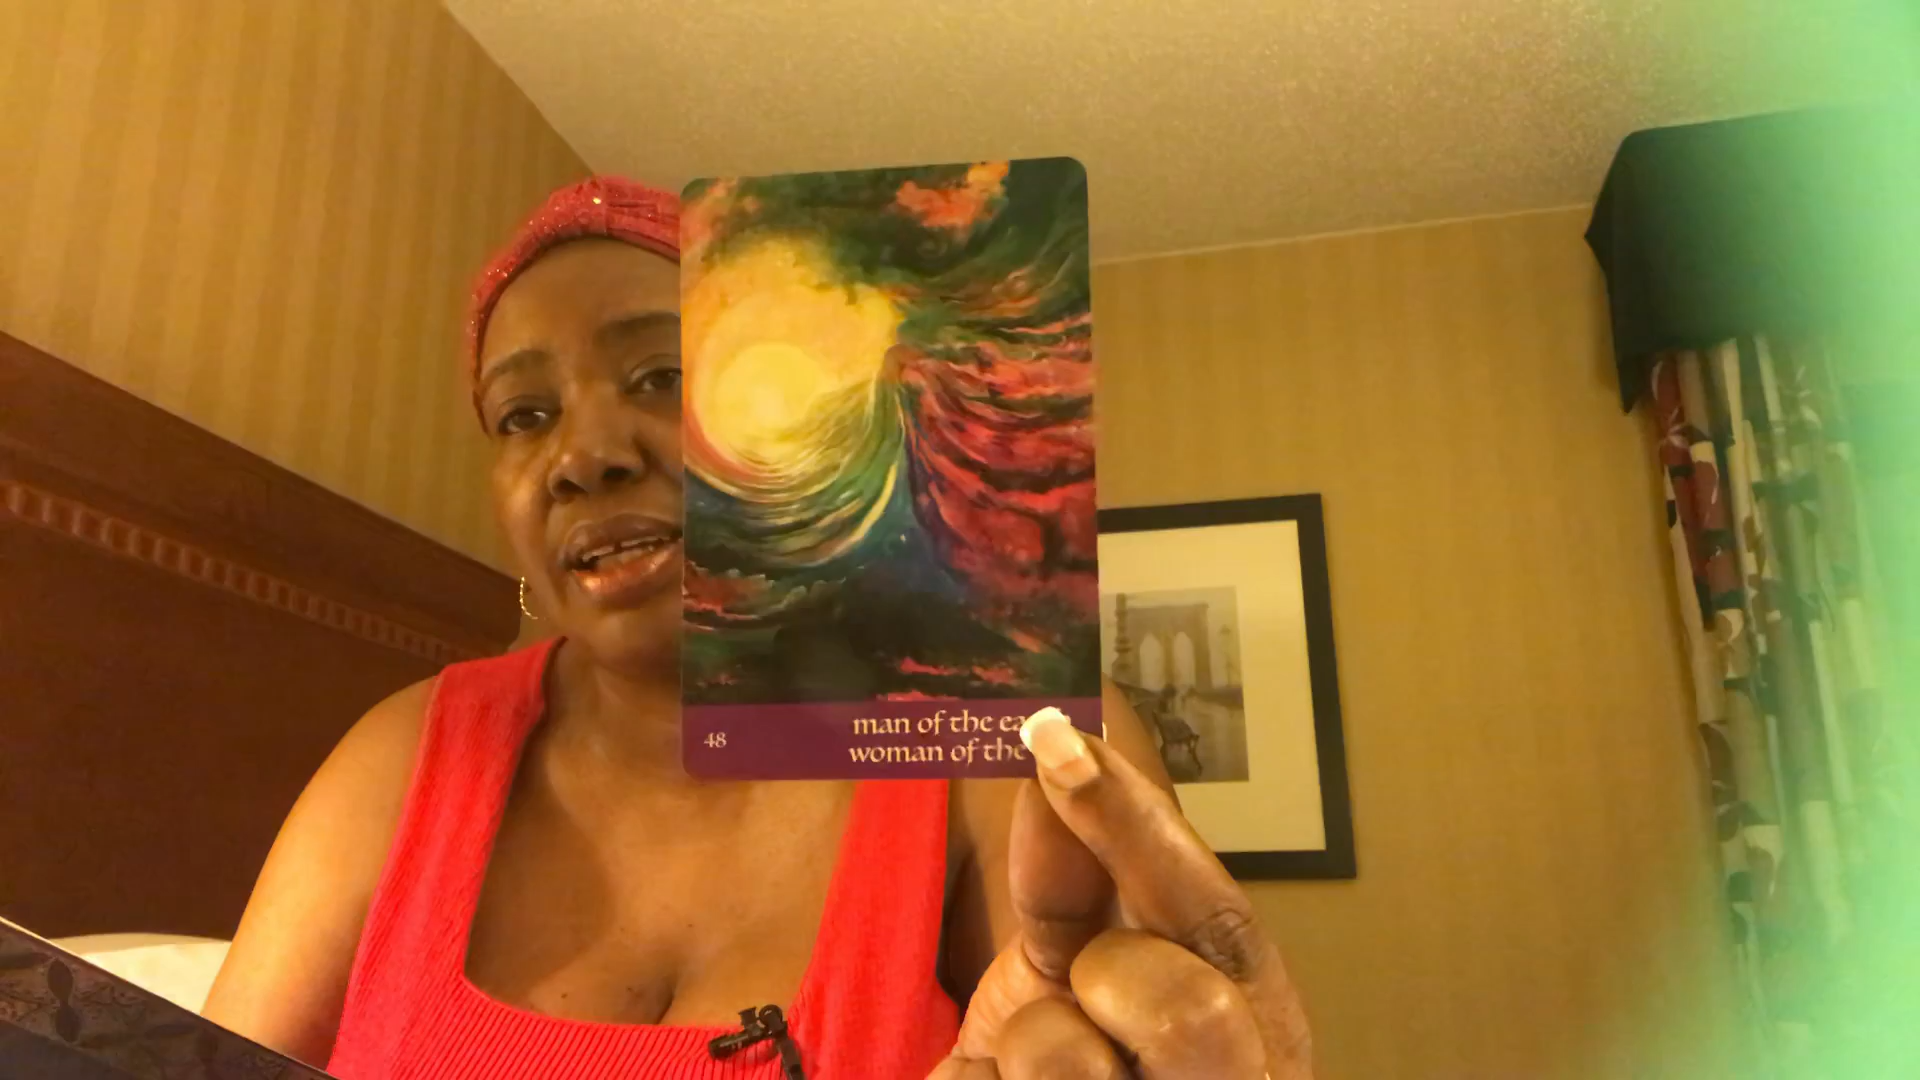 48
man of the
woman of the